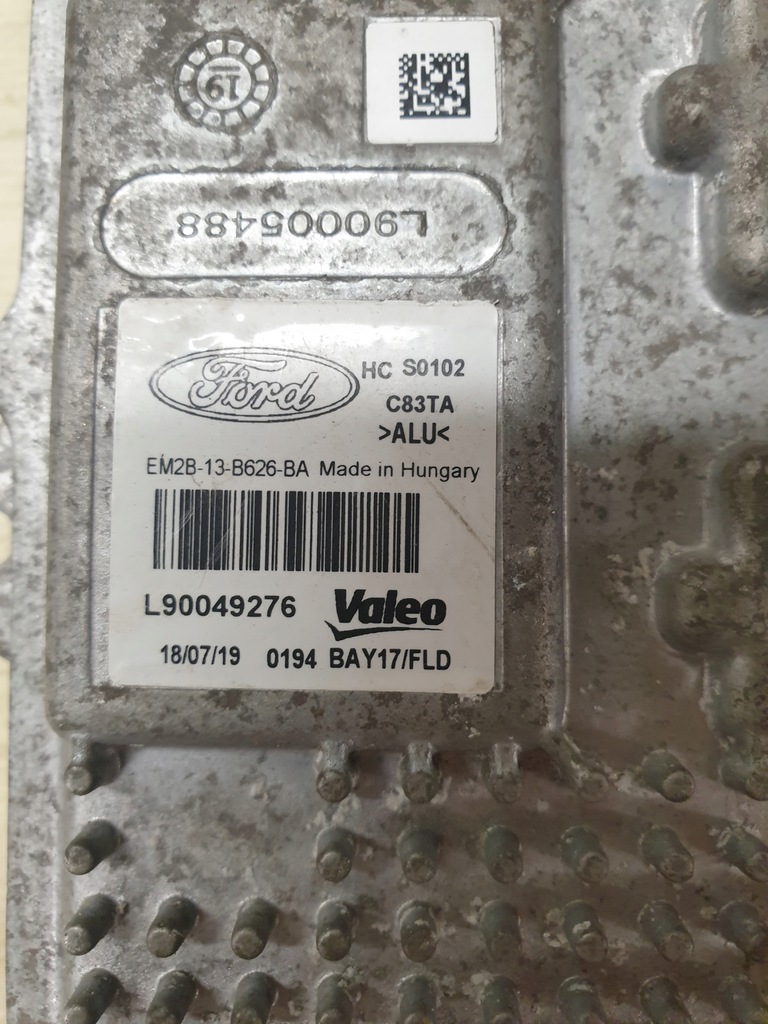 19
L90005488
Ford
HC S0102
C83TA
>ALU<
EM2B-13-B626-BA Made in Hungary
L90049276 Valeo
18/07/19 0194 BAY17/FLD